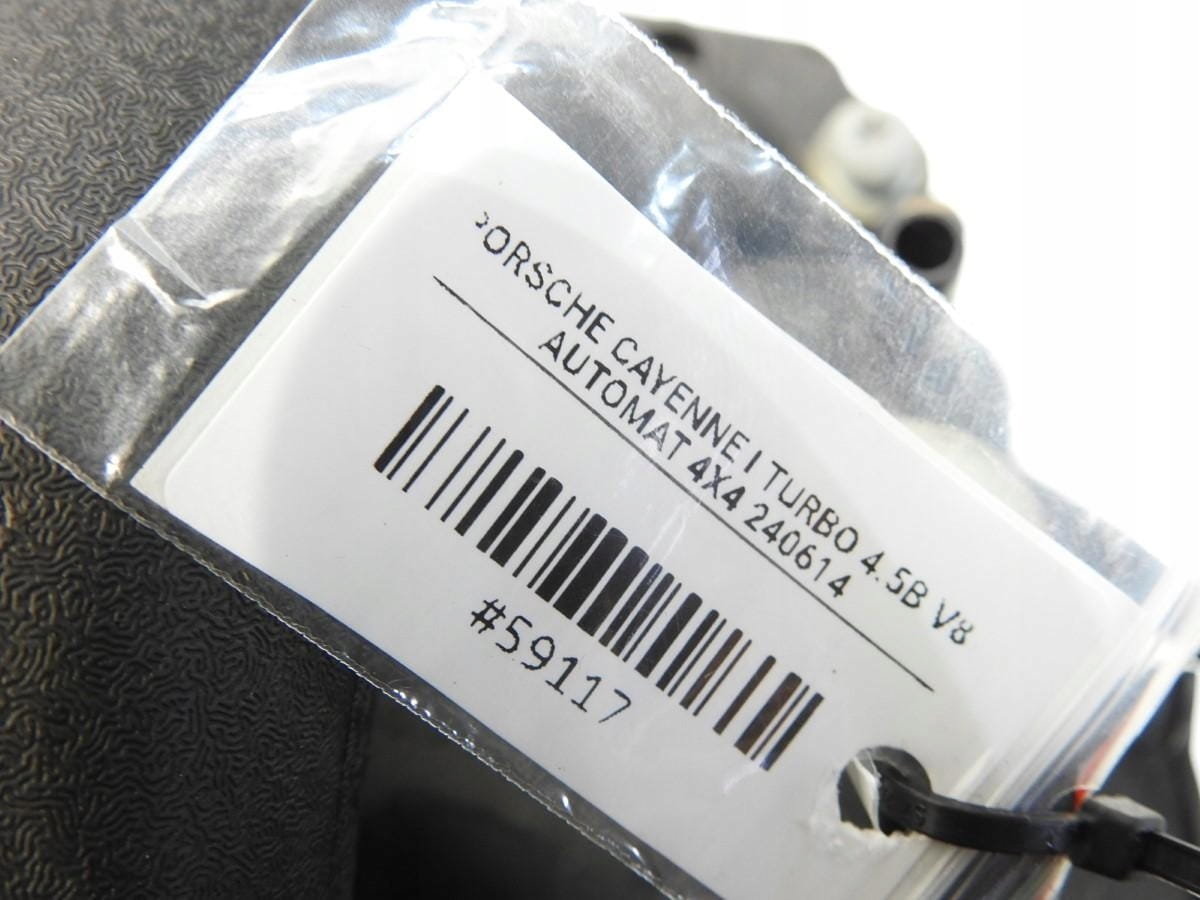 PORSCHE CAYENNE I TURBO 4.5B V8
AUTOMAT 4X4 240614
#59117